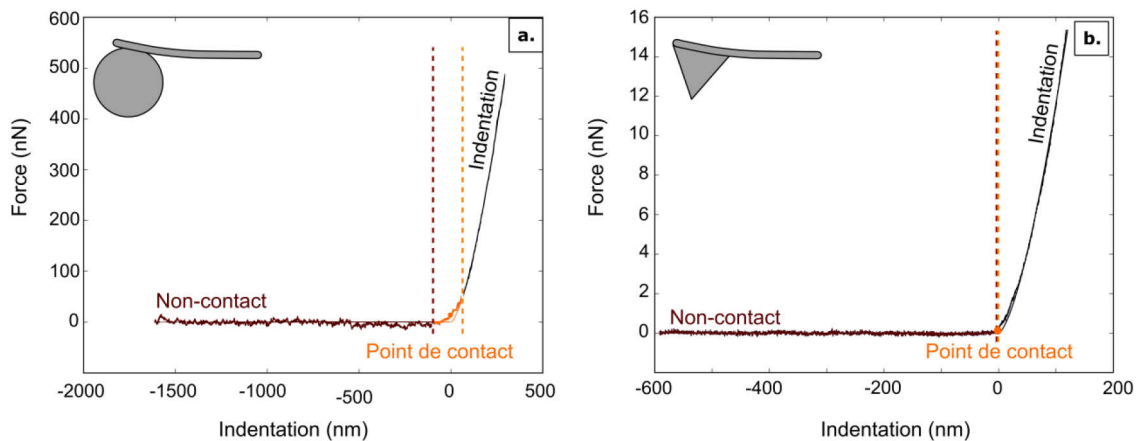 a.
600
500
400
300
200
100
0
Force (nN)
Indentation
Non-contact
Point de contact
-2000
-1500
-1000
-500
0
500
Indentation (nm)
b.
16
14
12
10
8
6
4
2
0
-2
Force (nN)
Indentation
Non-contact
Point de contact
-600
-400
-200
0
200
Indentation (nm)